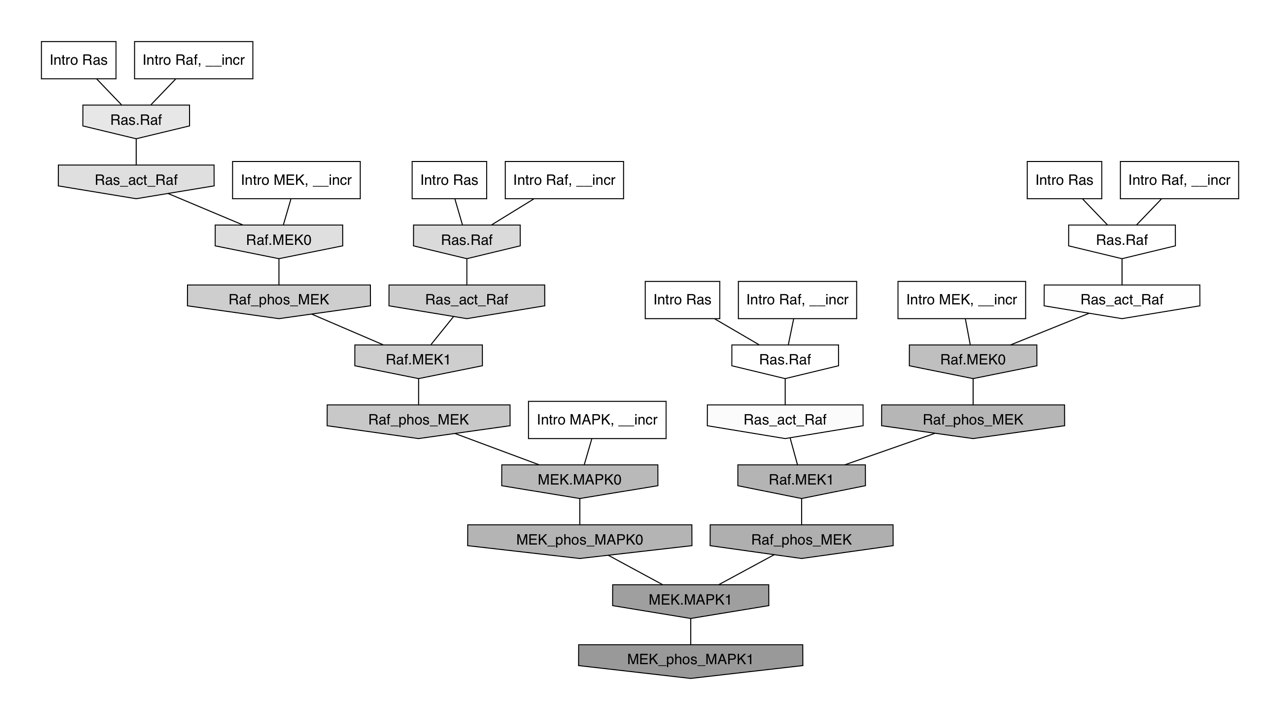 Intro Ras
Intro Raf, __incr
Ras.Raf
Ras_act_Raf
Intro MEK, __incr
Intro Ras
Intro Raf, __incr
Intro Ras
Intro Raf, __incr
Raf.MEK0
Ras.Raf
Ras.Raf
Raf_phos_MEK
Ras_act_Raf
Intro Ras
Intro Raf, __incr
Intro MEK, __incr
Ras_act_Raf
Raf.MEK1
Ras.Raf
Raf.MEK0
Raf_phos_MEK
Intro MAPK, __incr
Ras_act_Raf
Raf_phos_MEK
MEK.MAPK0
Raf.MEK1
MEK_phos_MAPK0
Raf_phos_MEK
MEK.MAPK1
MEK_phos_MAPK1